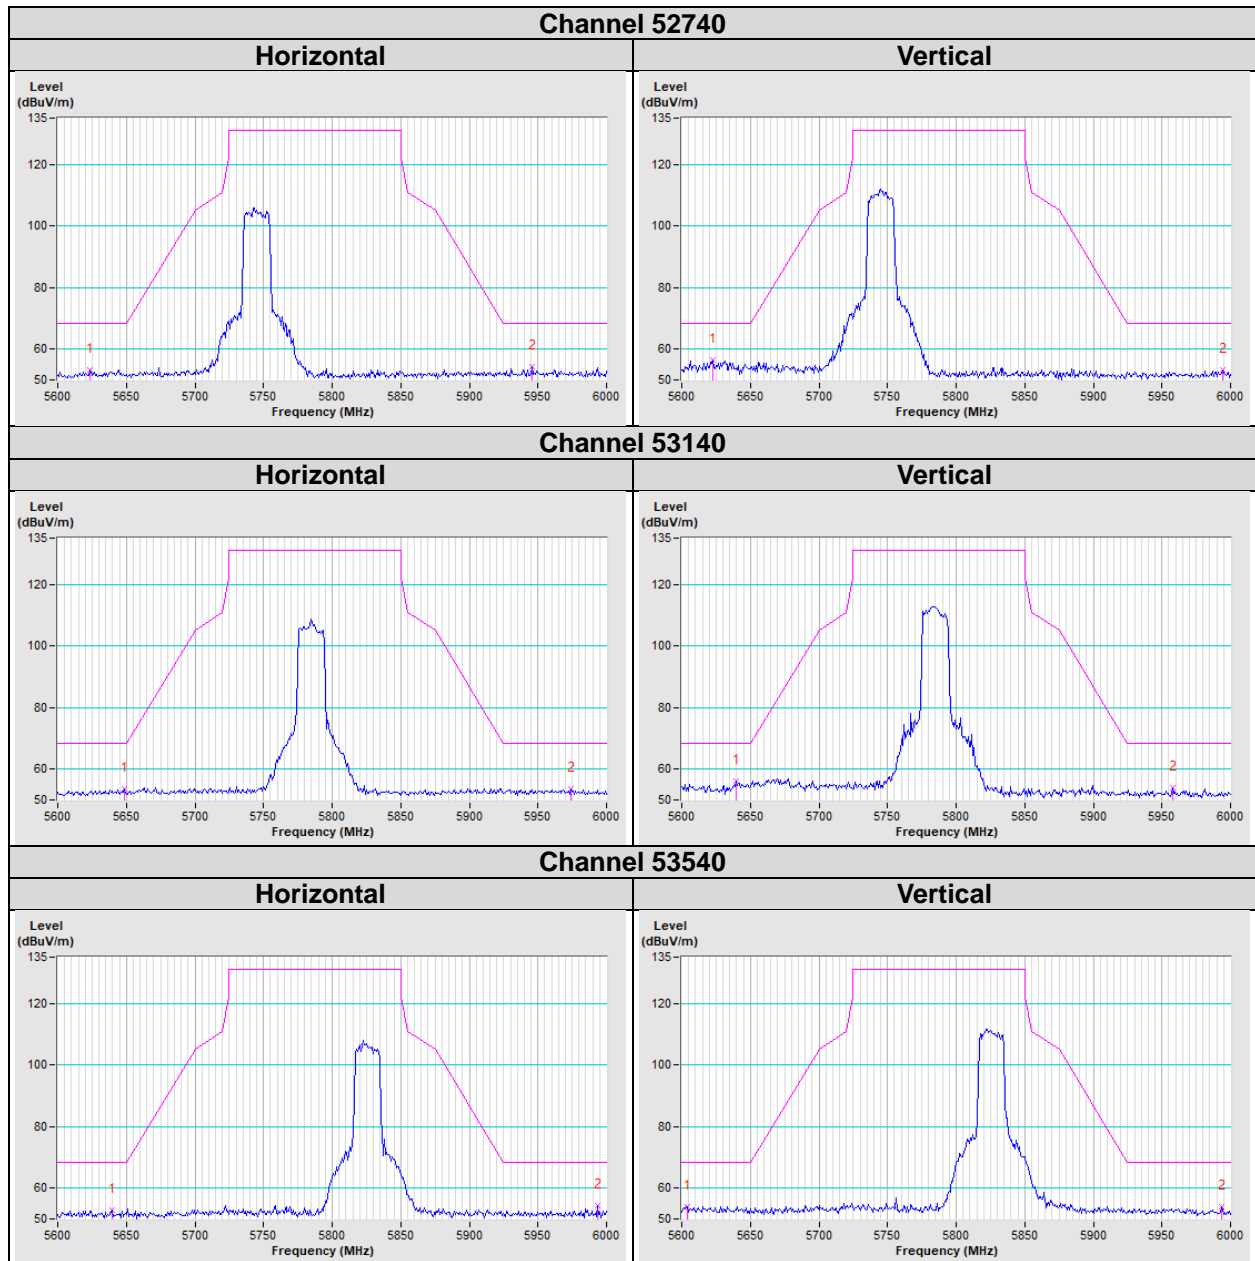 Channel 52740
Horizontal Vertical
Level Level
(dBuV/m) (dBuV/m)
135 135
120 120
100 100
80 80
60 60
50 50
1 2 1 2
5600 5650 5700 5750 5800 5850 5900 5950 6000 5600 5650 5700 5750 5800 5850 5900 5950 6000
Frequency (MHz) Frequency (MHz)
Channel 53140
Horizontal Vertical
Level Level
(dBuV/m) (dBuV/m)
135 135
120 120
100 100
80 80
60 60
50 50
1 2 1 2
5600 5650 5700 5750 5800 5850 5900 5950 6000 5600 5650 5700 5750 5800 5850 5900 5950 6000
Frequency (MHz) Frequency (MHz)
Channel 53540
Horizontal Vertical
Level Level
(dBuV/m) (dBuV/m)
135 135
120 120
100 100
80 80
60 60
50 50
1 2 1 2
5600 5650 5700 5750 5800 5850 5900 5950 6000 5600 5650 5700 5750 5800 5850 5900 5950 6000
Frequency (MHz) Frequency (MHz)